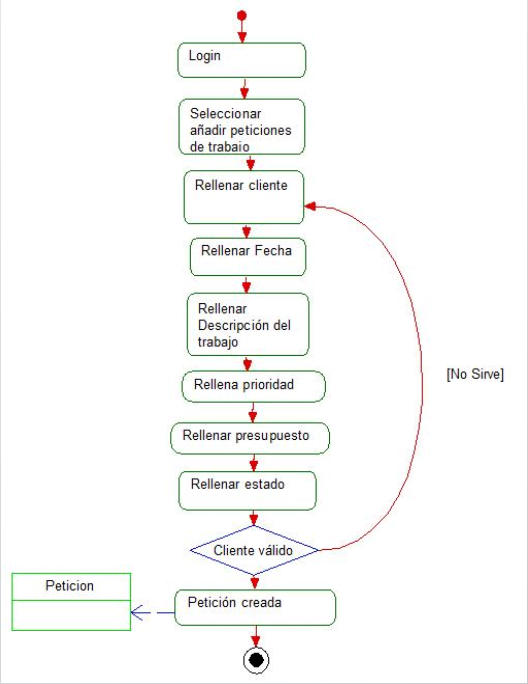 Login
Seleccionar
añadir peticiones
de trabajo
Rellenar cliente
Rellenar Fecha
Rellenar
Descripción del
trabajo
[No Sirve]
Rellena prioridad
Rellenar presupuesto
Rellenar estado
Cliente válido
Peticion
Petición creada